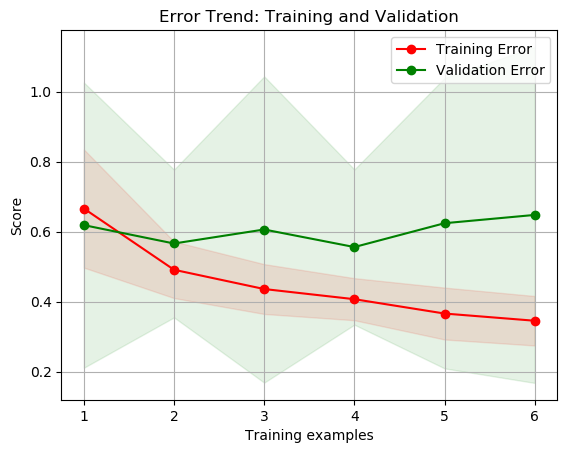 Error Trend: Training and Validation
Training Error
Validation Error
1.0
0.8
0.6
0.4
0.2
Score
1 2 3 4 5 6
Training examples